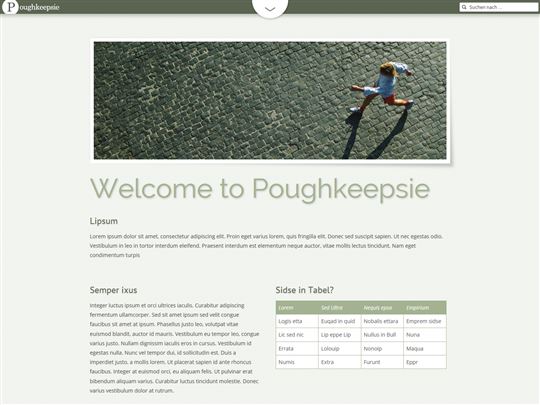 Poughkeepsie
Suchen nach ...
Welcome to Poughkeepsie
Lipsum
Lorem ipsum dolor sit amet, consectetur adipiscing elit. Proin eget varius lorem, quis fringilla elit. Donec sed suscipit sapien. Ut nec egestas odio.
Vestibulum in leo in tortor interdum eleifend. Praesent interdum est elementum neque auctor, vitae mollis lectus tincidunt. Nam eget
condimentum turpis
Semper ixus
Integer luctus ipsum et orci ultrices iaculis. Curabitur adipiscing
fermentum ullamcorper. Sed sit amet ipsum sed velit congue
faucibus sit amet at ipsum. Phasellus justo leo, volutpat vitae
euismod blandit, auctor id mauris. Vestibulum eu tempor leo, congue
varius justo. Nullam dignissim iaculis eros in cursus. Vestibulum id
egestas nulla. Nunc vel tempor dui, id sollicitudin est. Duis a
imperdiet justo, a mollis lorem. Ut placerat sapien id ante rhoncus
faucibus. Integer at euismod orci, eu aliquam felis. Ut pulvinar erat
bibendum aliquam varius. Curabitur luctus tincidunt molestie. Donec
varius vestibulum dolor at rutrum.
Sidse in Tabel?
Lorem Sed Ultre Nequis epse Empirium
Logis etta Euqad in quid Nobalis ettara Emprem sidse
Lic sed nic Lip eppe Lip Nullus in Bull Nuna
Errata Lolouip Nonoip Maqua
Numis Extra Furunt Eppr